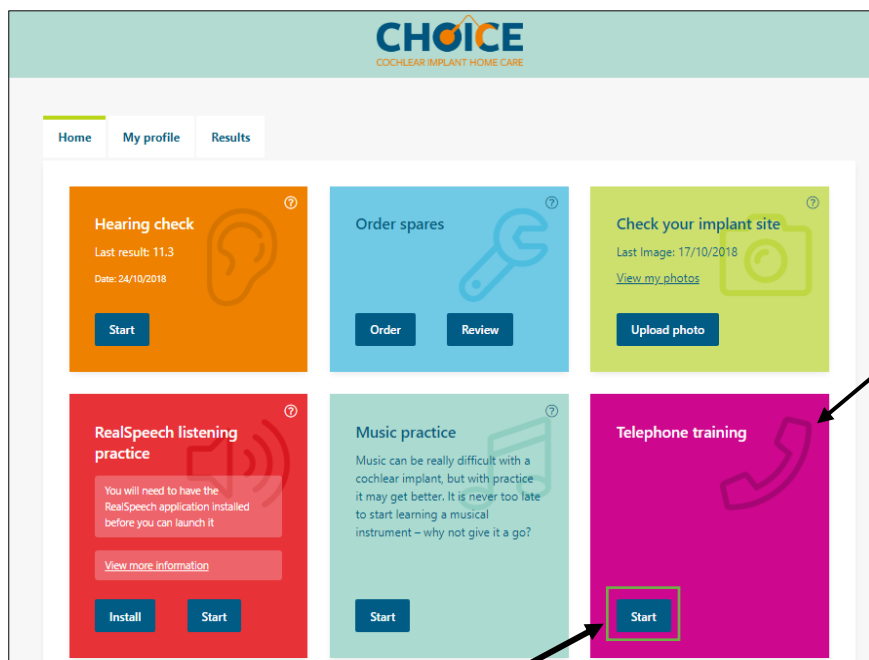 CHOICE
COCHLEAR IMPLANT HOME CARE
Home
My profile
Results
Hearing check
Last result: 11.3
Date: 24/10/2018
Start
Order spares
Order
Review
Check your implant site
Last Image: 17/10/2018
View my photos
Upload photo
RealSpeech listening
practice
You will need to have the
RealSpeech application installed
before you can launch it
View more information
Install
Start
Music practice
Music can be really difficult with a
cochlear implant, but with practice
it may get better. It is never too late
to start learning a musical
instrument – why not give it a go?
Start
Telephone training
Start